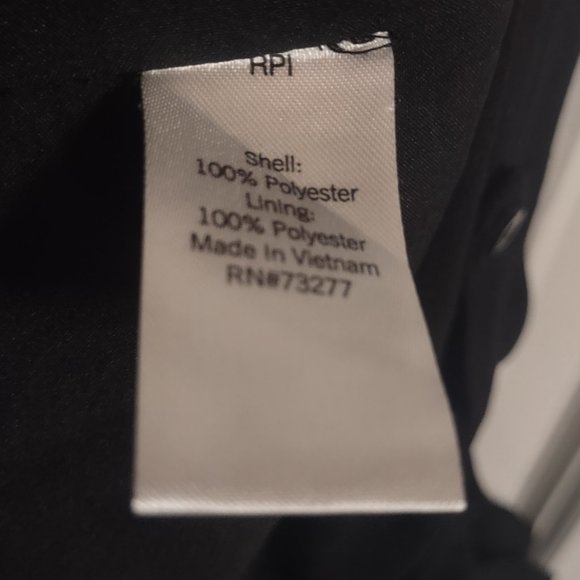 RPI
Shell:
100% Polyester
Lining:
100% Polyester
Made In Vietnam
RN#73277